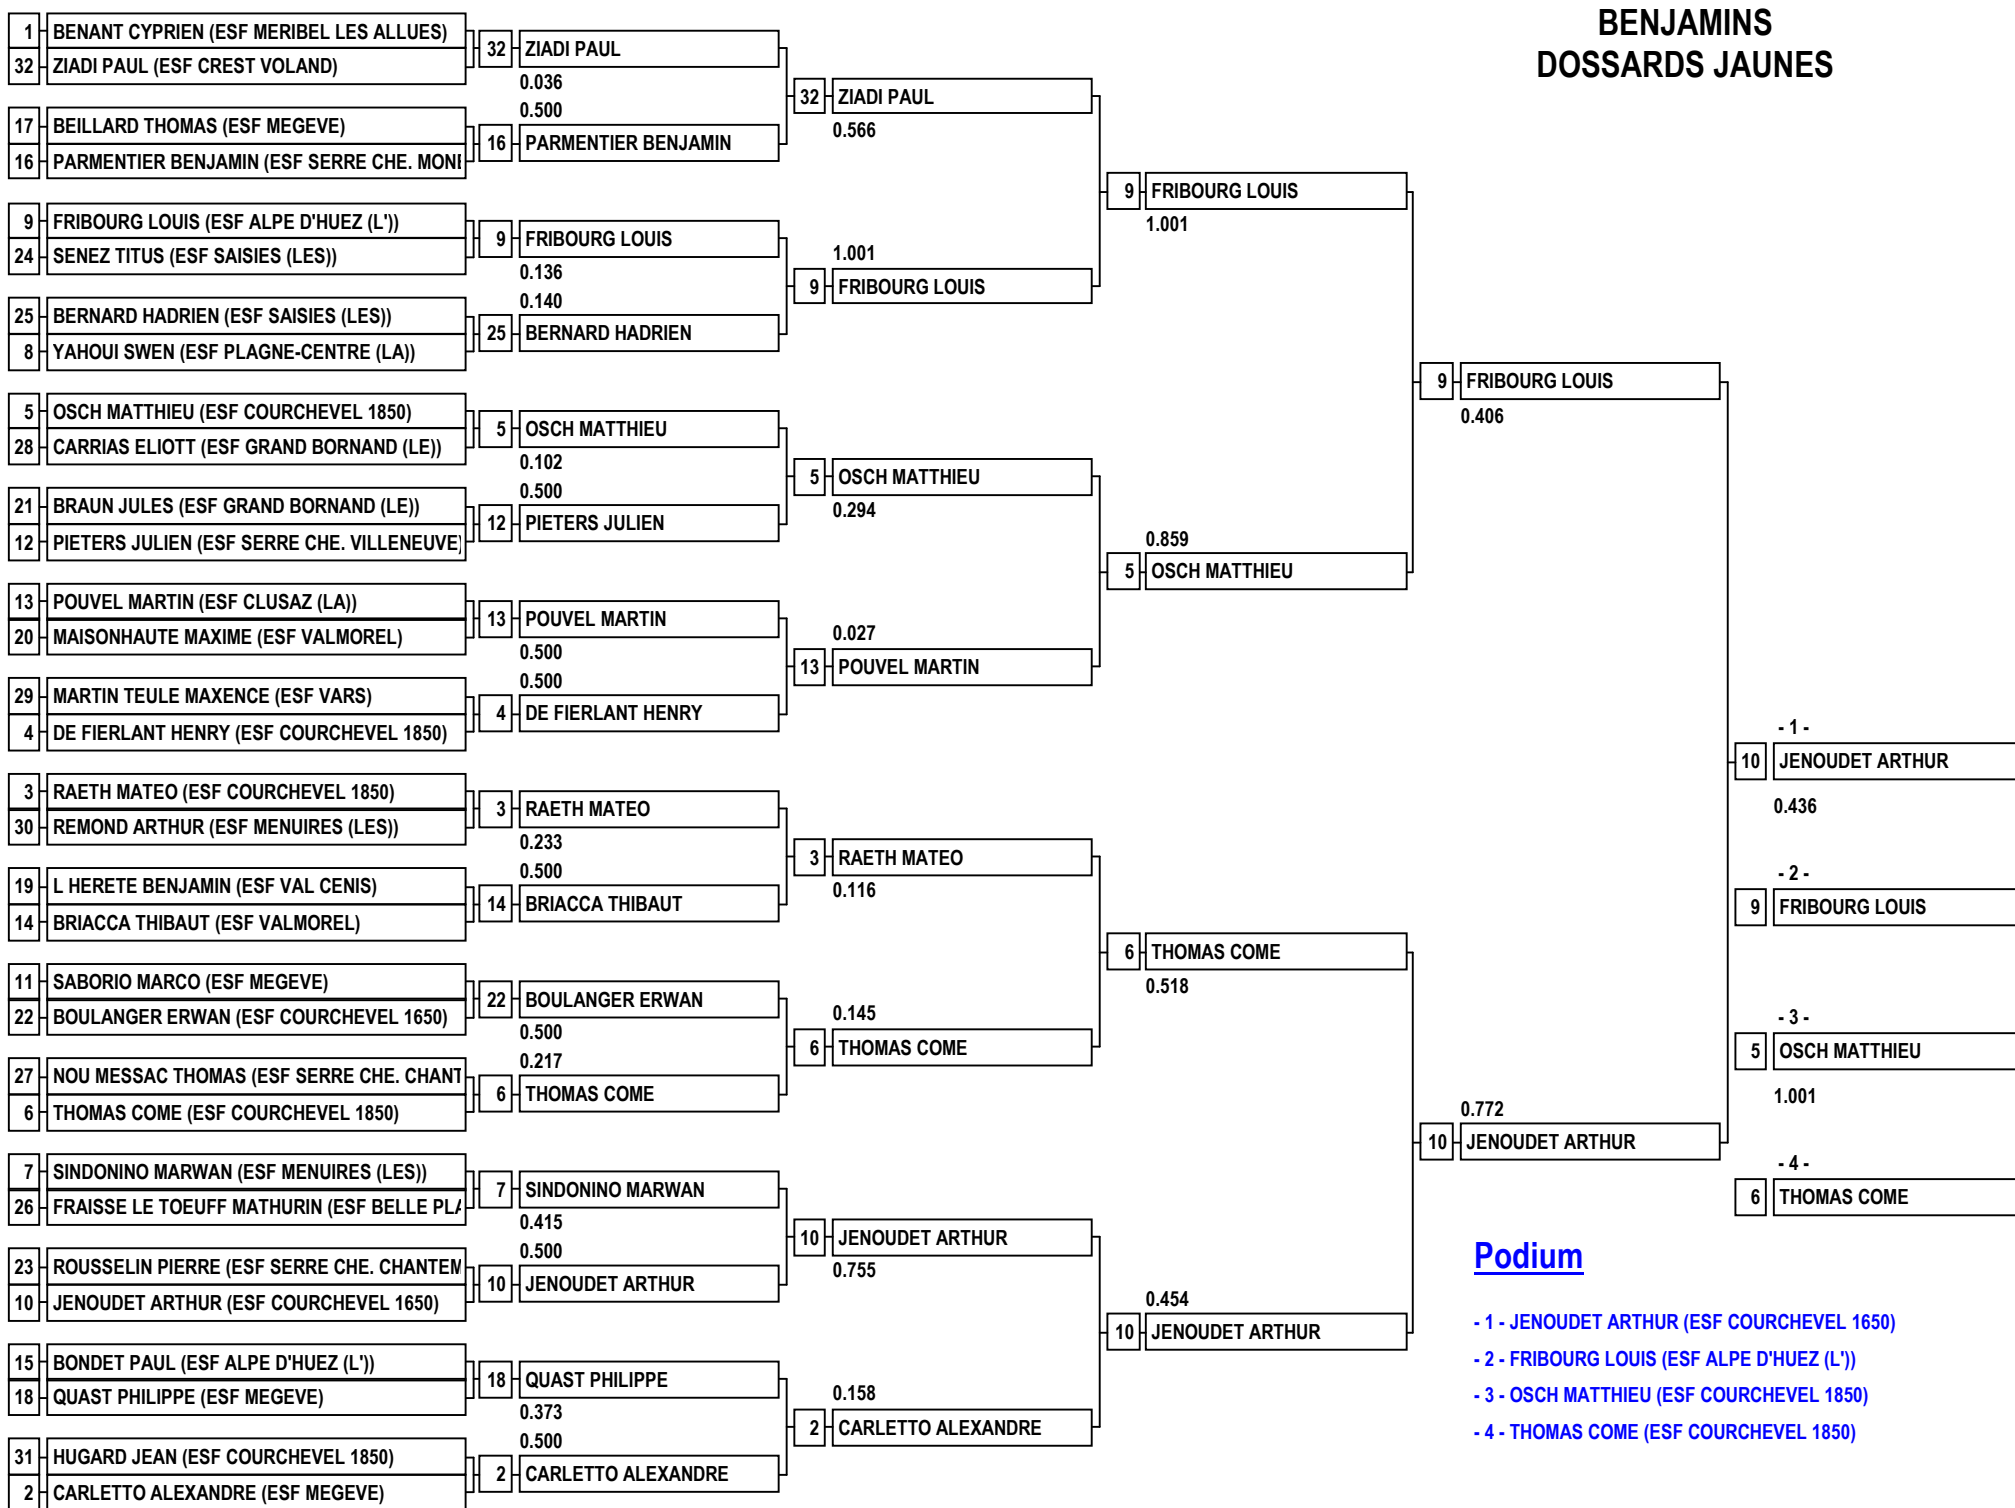 BENJAMINS
DOSSARDS JAUNES
1 BENANT CYPRIEN (ESF MERIBEL LES ALLUES)
32 ZIADI PAUL (ESF CREST VOLAND)
17 BEILLARD THOMAS (ESF MEGEVE)
16 PARMENTIER BENJAMIN (ESF SERRE CHE.
9 FRIBOURG LOUIS (ESF ALPE D'HUEZ (L'))
24 SENEZ TITUS (ESF SAISIES (LES))
25 BERNARD HADRIEN (ESF SAISIES (LES))
8 YAHOUI SWEN (ESF PLAGNE-CENTRE (LA))
5 OSCH MATTHIEU (ESF COURCHEVEL 1850)
28 CARRIAS ELIOTT (ESF GRAND BORNAND (LE))
21 BRAUN JULES (ESF GRAND BORNAND (LE))
12 PIETERS JULIEN (ESF SERRE CHE. VILLENEUVE)
13 POUVEL MARTIN (ESF CLUSAZ (LA))
20 MAISONHAUTE MAXIME (ESF VALMOREL)
29 MARTIN TEULE MAXENCE (ESF VARS)
4 DE FIERLANT HENRY (ESF COURCHEVEL 1850)
3 RAETH MATEO (ESF COURCHEVEL 1850)
30 REMOND ARTHUR (ESF MENUIRES (LES))
19 L HERETE BENJAMIN (ESF VAL CENIS)
14 BRIACCA THIBAUT (ESF VALMOREL)
11 SABORIO MARCO (ESF MEGEVE)
22 BOULANGER ERWAN (ESF COURCHEVEL 1650)
27 NOU MESSAC THOMAS (ESF SERRE CHE. CHANT
6 THOMAS COME (ESF COURCHEVEL 1850)
7 SINDONINO MARWAN (ESF MENUIRES (LES))
26 FRAISSE LE TOEUFF MATHURIN (ESF BELLE
23 ROUSSELIN PIERRE (ESF SERRE CHE. CHANTEM
10 JENOUDET ARTHUR (ESF COURCHEVEL 1650)
15 BONDET PAUL (ESF ALPE D'HUEZ (L'))
18 QUAST PHILIPPE (ESF MEGEVE)
31 HUGARD JEAN (ESF COURCHEVEL 1850)
2 CARLETTO ALEXANDRE (ESF MEGEVE)
32 ZIADI PAUL
0.036
0.500
16 PARMENTIER BENJAMIN
9 FRIBOURG LOUIS
0.136
0.140
25 BERNARD HADRIEN
5 OSCH MATTHIEU
0.102
0.500
12 PIETERS JULIEN
13 POUVEL MARTIN
0.500
0.500
4 DE FIERLANT HENRY
3 RAETH MATEO
0.233
0.500
14 BRIACCA THIBAUT
22 BOULANGER ERWAN
0.500
0.217
6 THOMAS COME
7 SINDONINO MARWAN
0.415
0.500
10 JENOUDET ARTHUR
18 QUAST PHILIPPE
0.373
0.500
2 CARLETTO ALEXANDRE
32 ZIADI PAUL
0.566
1.001
9 FRIBOURG LOUIS
5 OSCH MATTHIEU
0.294
0.027
13 POUVEL MARTIN
3 RAETH MATEO
0.116
0.145
6 THOMAS COME
10 JENOUDET ARTHUR
0.755
0.158
2 CARLETTO ALEXANDRE
9 FRIBOURG LOUIS
1.001
0.859
5 OSCH MATTHIEU
6 THOMAS COME
0.518
0.454
10 JENOUDET ARTHUR
9 FRIBOURG LOUIS
0.406
0.772
10 JENOUDET ARTHUR
- 1 -
10 JENOUDET ARTHUR
0.436
- 2 -
9 FRIBOURG LOUIS
- 3 -
5 OSCH MATTHIEU
1.001
- 4 -
6 THOMAS COME
Podium
- 1 - JENOUDET ARTHUR (ESF COURCHEVEL 1650)
- 2 - FRIBOURG LOUIS (ESF ALPE D'HUEZ (L'))
- 3 - OSCH MATTHIEU (ESF COURCHEVEL 1850)
- 4 - THOMAS COME (ESF COURCHEVEL 1850)